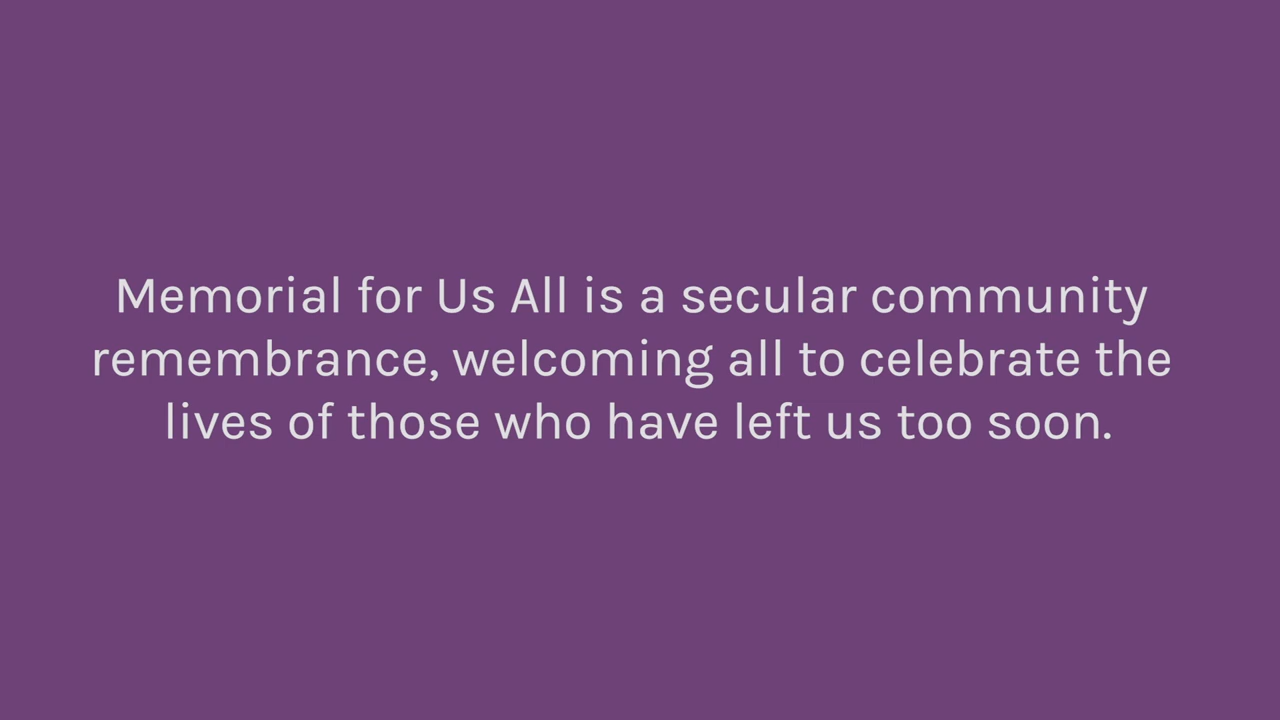 Memorial for Us All is a secular community
remembrance, welcoming all to celebrate the
lives of those who have left us too soon.